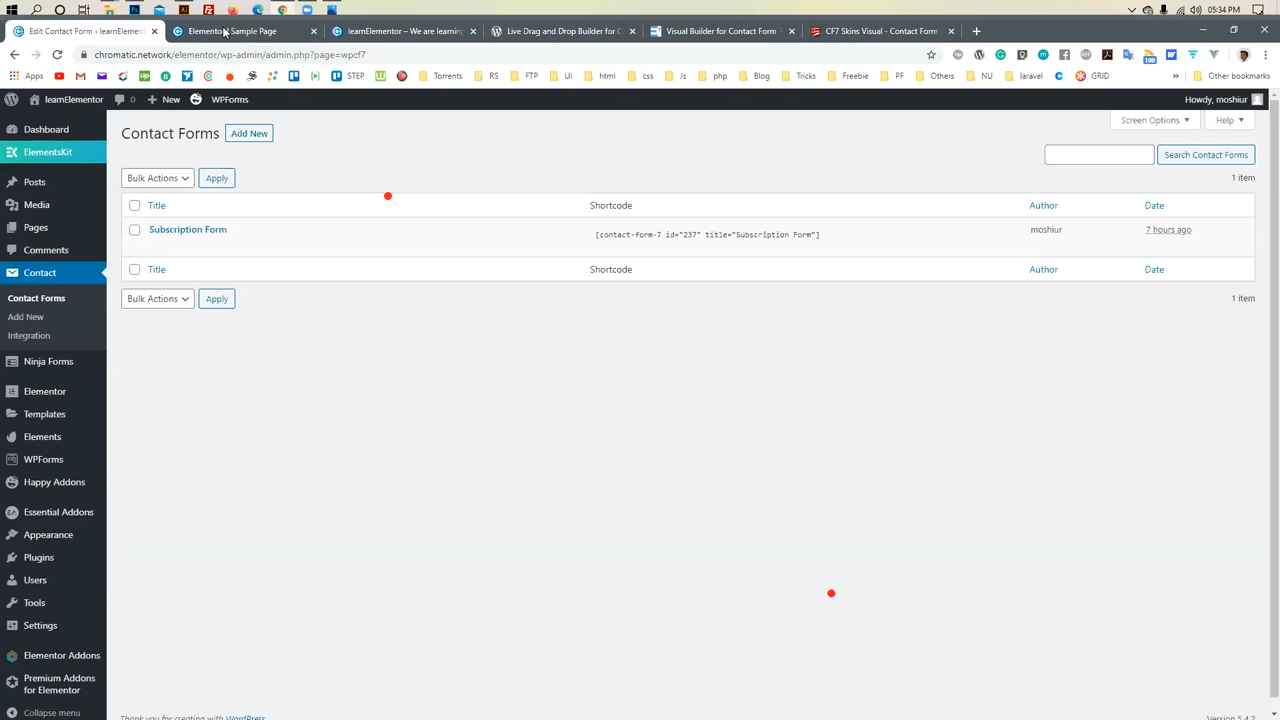 05:34 PM
Edit Contact Form ‹ learnElement
Elementor Sample Page
learnElementor – We are learning
Live Drag and Drop Builder for C
Visual Builder for Contact Form 7
CF7 Skins Visual - Contact Form
chromatic.network/elementor/wp-admin/admin.php?page=wpcf7
Apps
STEP
Torrents
RS
FTP
UI
html
css
Js
php
Blog
Tricks
Freebie
PF
Others
NU
laravel
GRID
»
Other bookmarks
learnElementor
0
New
WPForms
Howdy, moshiur
Dashboard
ElementsKit
Posts
Media
Pages
Comments
Contact
Contact Forms
Add New
Integration
Ninja Forms
Elementor
Templates
Elements
WPForms
Happy Addons
Essential Addons
Appearance
Plugins
Users
Tools
Settings
Elementor Addons
Premium Addons
for Elementor
Collapse menu
Screen Options
Help
Contact Forms
Add New
Search Contact Forms
Bulk Actions
Apply
1 item
Title
Shortcode
Author
Date
Subscription Form
[contact-form-7 id="237" title="Subscription Form"]
moshiur
7 hours ago
Title
Shortcode
Author
Date
Bulk Actions
Apply
1 item
Thank you for creating with WordPress.
Version 5.4.2